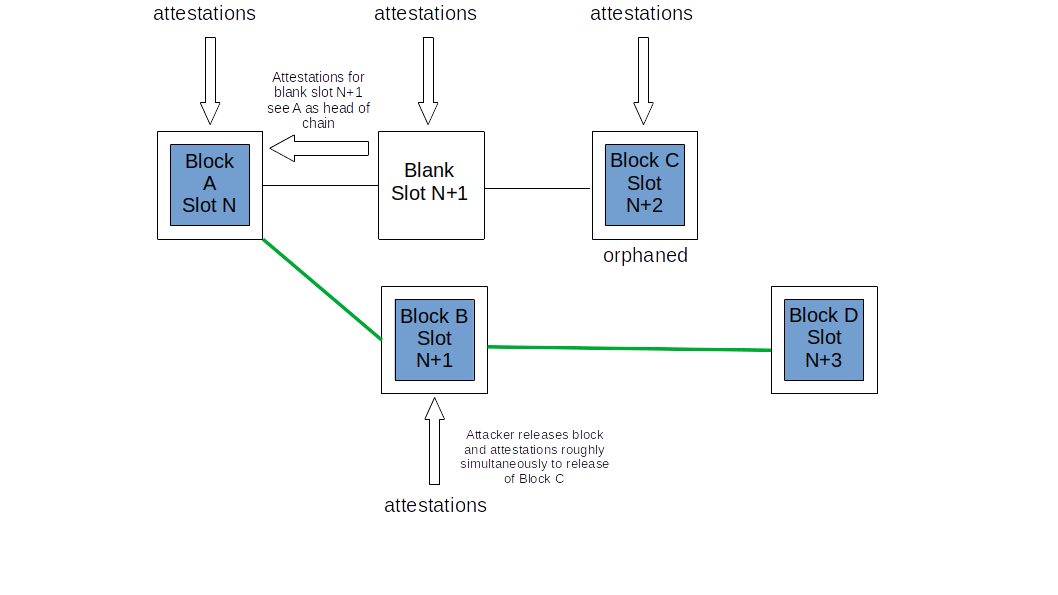 attestations
attestations
attestations
Attestations for
blank slot N+1
see A as head of
chain
Block
A
Slot N
Blank
Slot N+1
Block C
Slot
N+2
orphaned
Block B
Slot
N+1
Block D
Slot
N+3
Attacker releases block
and attestations roughly
simultaneously to release
of Block C
attestations